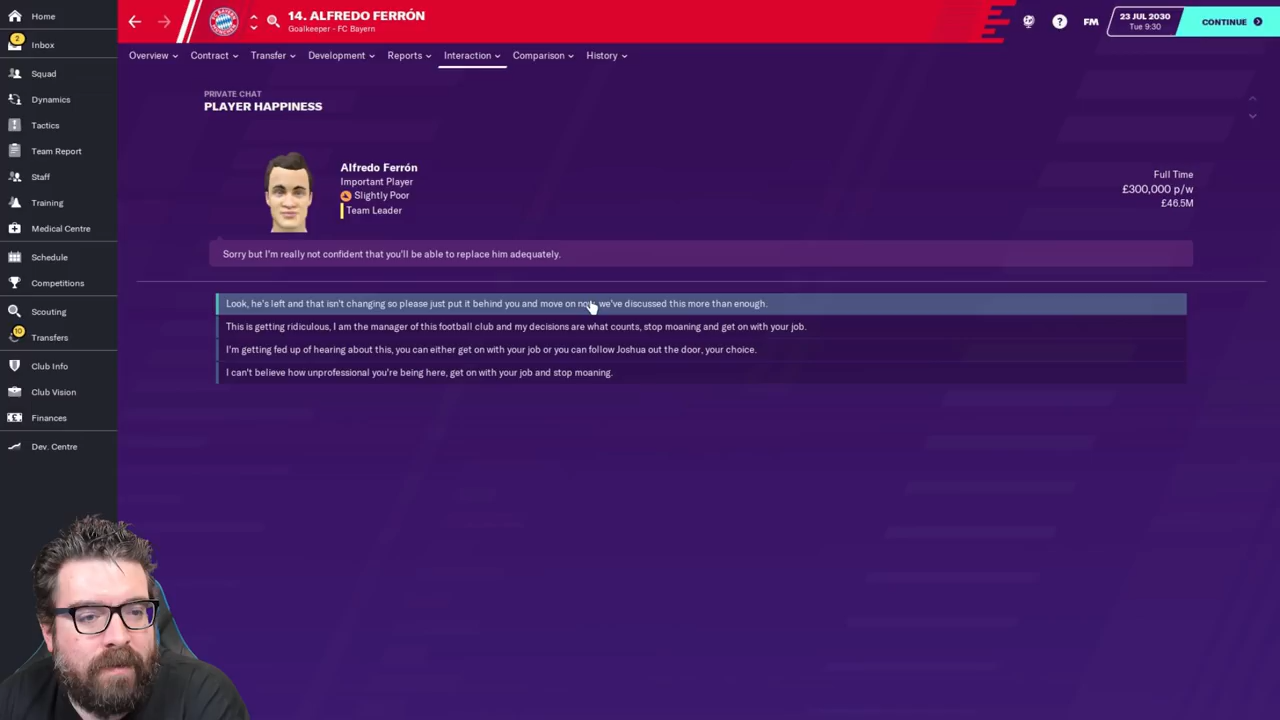 Home
2
Inbox
Squad
Dynamics
Tactics
Team Report
Staff
Training
Medical Centre
Schedule
Competitions
Scouting
10
Transfers
Club Info
Club Vision
Finances
Dev. Centre
14. ALFREDO FERRÓN
Goalkeeper - FC Bayern
FM
23 JUL 2030
Tue 9:30
CONTINUE
Overview
Contract
Transfer
Development
Reports
Interaction
Comparison
History
PRIVATE CHAT
PLAYER HAPPINESS
Alfredo Ferrón
Important Player
Slightly Poor
Team Leader
Full Time
£300,000 p/w
£46.5M
Sorry but I'm really not confident that you'll be able to replace him adequately.
Look, he's left and that isn't changing so please just put it behind you and move on we've discussed this more than enough.
This is getting ridiculous, I am the manager of this football club and my decisions are what counts, stop moaning and get on with your job.
I'm getting fed up of hearing about this, you can either get on with your job or you can follow Joshua out the door, your choice.
I can't believe how unprofessional you're being here, get on with your job and stop moaning.